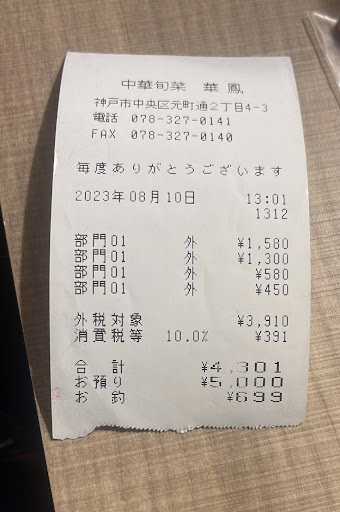 中華旬菜 華鳳
神戸市中央区元町通2丁目4-3
電話 078-327-0141
FAX 078-327-0140
毎度ありがとうございます
2023年08月10日 13:01
1312
部門01 外 ¥1,580
部門01 外 ¥1,300
部門01 外 ¥580
部門01 外 ¥450
外税対象 ¥3,910
消費税等 10.0% ¥391
合計 ¥4,301
お預り ¥5,000
お釣 ¥699